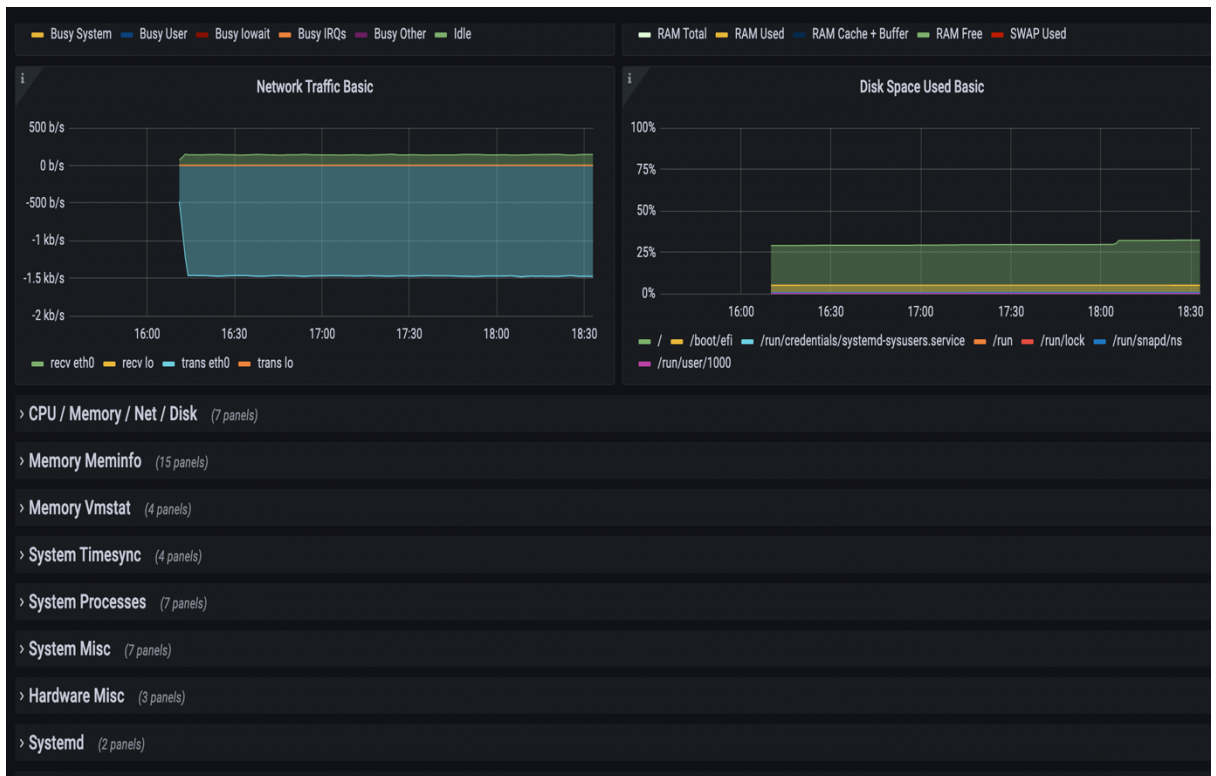 Busy System Busy User Busy Iowait Busy IRQs Busy Other Idle
RAM Total RAM Used RAM Cache + Buffer RAM Free SWAP Used
i
Network Traffic Basic
500 b/s
0 b/s
-500 b/s
-1 kb/s
-1.5 kb/s
-2 kb/s
16:00 16:30 17:00 17:30 18:00 18:30
recv eth0 recv lo trans eth0 trans lo
i
Disk Space Used Basic
100%
75%
50%
25%
0%
16:00 16:30 17:00 17:30 18:00 18:30
/ /boot/efi /run/credentials/systemd-sysusers.service /run /run/lock /run/snapd/ns
/run/user/1000
› CPU / Memory / Net / Disk (7 panels)
› Memory Meminfo (15 panels)
› Memory Vmstat (4 panels)
› System Timesync (4 panels)
› System Processes (7 panels)
› System Misc (7 panels)
› Hardware Misc (3 panels)
› Systemd (2 panels)